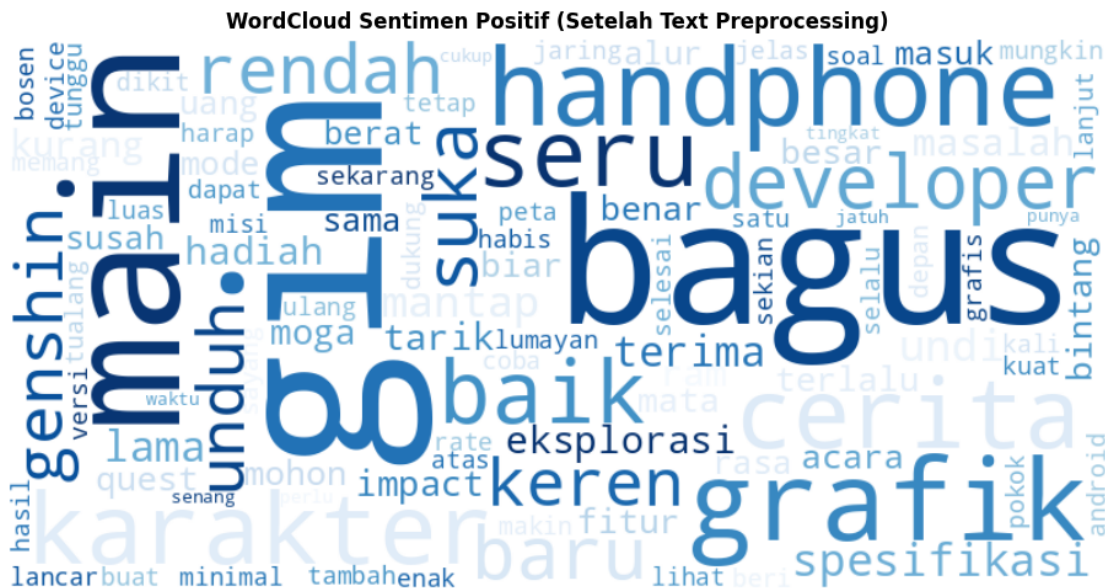 WordCloud Sentimen Positif (Setelah Text Preprocessing)
bosen
device
tunggu
dikit
main
uang
rendah
cukup
jaring
alur
jelas
soal
masuk
mungkin
handphone
kurang
memang
harap
mode
dapat
gim
berat
tetap
sekarang
suka
seru
tingkat
besar
masalah
lanjut
developer
genshin
luas
misi
susah
hadiah
sama
dukung
peta
habis
biar
benar
satu
jatuh
punya
bagus
selesai
sekian
selalu
depan
grafis
bintang
tualang
versi
unduh
ulang
moga
mantap
tarik
lumayan
coba
terima
ram
undi
kali
kuat
waktu
sayang
baik
mata
terlalu
cerita
lama
quest
mohon
senang
perlu
rate
atas
impact
eksplorasi
keren
rasa
acara
pokok
android
hasil
karakter
makin
fitur
baru
grafik
spesifikasi
lancar
buat
minimal
tambah
enak
lihat
beri